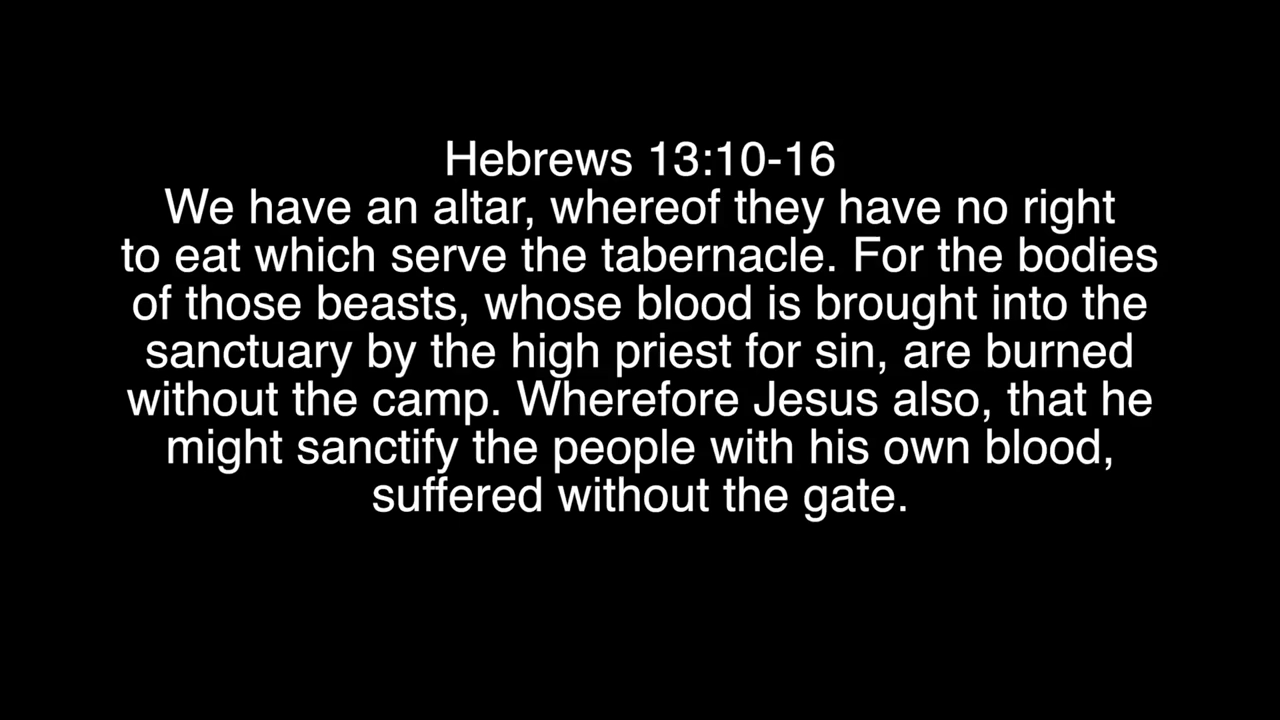 Hebrews 13:10-16
We have an altar, whereof they have no right
to eat which serve the tabernacle. For the bodies
of those beasts, whose blood is brought into the
sanctuary by the high priest for sin, are burned
without the camp. Wherefore Jesus also, that he
might sanctify the people with his own blood,
suffered without the gate.